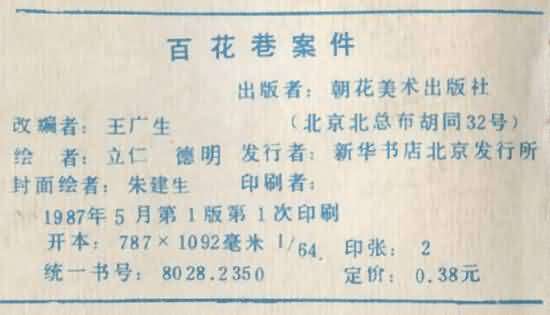 百花巷案件
出版者：朝花美术出版社
改编者：王广生 （北京北总布胡同32号）
绘 者：立仁 德明 发行者：新华书店北京发行所
封面绘者：朱建生 印刷者：
1987年5月第1版第1次印刷
开本：787×1092毫米 1/64. 印张：2
统一书号：8028.2350 定价：0.38元